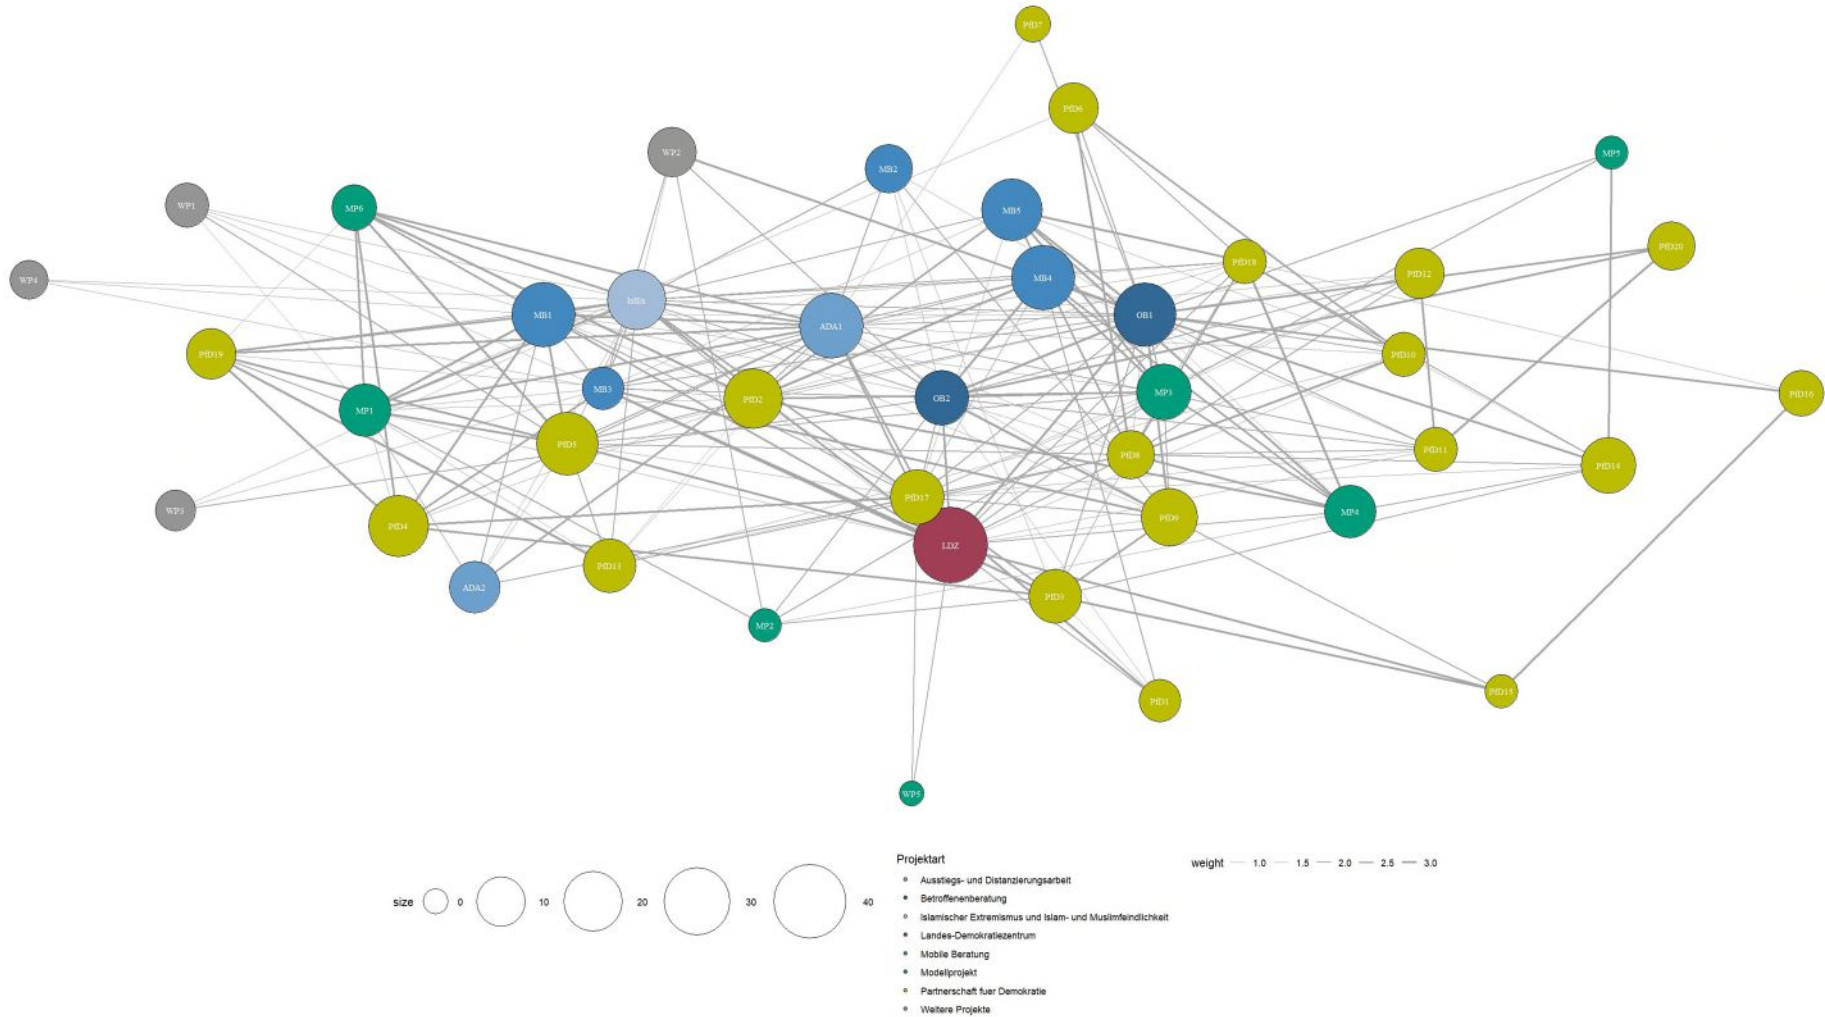 PfD7
PfD6
WP2
MP5
MB2
WP1
MP6
MB5
PfD20
PfD18
PfD12
WP4
MB4
MB1
ADA1
OB1
PfD19
PfD10
MB3
MP3
PfD16
PfD2
OB2
MP1
PfD5
PfD8
PfD11
PfD14
PfD17
WP3
MP4
PfD9
PfD4
LDZ
ADA2
PfD3
MP2
PfD1
WP5
Projektart
weight 1.0 1.5 2.0 2.5 3.0
Ausstiegs- und Distanzierungsarbeit
size 0 10 20 30 40
Betroffenenberatung
Islamischer Extremismus und Islam- und Muslimfeindlichkeit
Landes-Demokratiezentrum
Mobile Beratung
Modellprojekt
Partnerschaft fuer Demokratie
Weitere Projekte